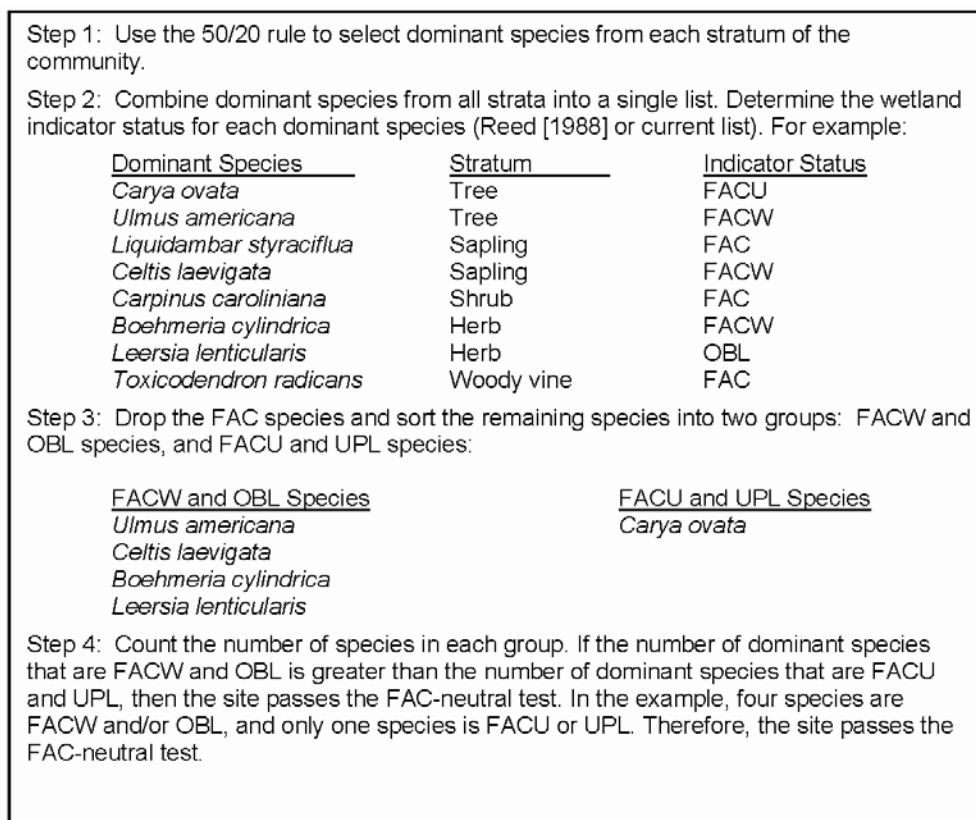 Step 1: Use the 50/20 rule to select dominant species from each stratum of the
community.
Step 2: Combine dominant species from all strata into a single list. Determine the wetland
indicator status for each dominant species (Reed [1988] or current list). For example:
Dominant Species Stratum Indicator Status
Carya ovata Tree FACU
Ulmus americana Tree FACW
Liquidambar styraciflua Sapling FAC
Celtis laevigata Sapling FACW
Carpinus caroliniana Shrub FAC
Boehmeria cylindrica Herb FACW
Leersia lenticularis Herb OBL
Toxicodendron radicans Woody vine FAC
Step 3: Drop the FAC species and sort the remaining species into two groups: FACW and
OBL species, and FACU and UPL species:
FACW and OBL Species FACU and UPL Species
Ulmus americana Carya ovata
Celtis laevigata
Boehmeria cylindrica
Leersia lenticularis
Step 4: Count the number of species in each group. If the number of dominant species
that are FACW and OBL is greater than the number of dominant species that are FACU
and UPL, then the site passes the FAC-neutral test. In the example, four species are
FACW and/or OBL, and only one species is FACU or UPL. Therefore, the site passes the
FAC-neutral test.